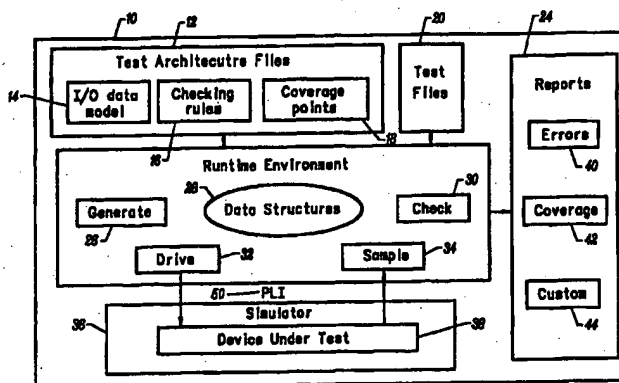 10
12
20
24
Test Architecutre Files
Test
Files
Reports
14
I/O data
model
Checking
rules
Coverage
points
16
18
Errors
40
Runtime Environment
28
Data Structures
30
Check
Generate
26
Coverage
42
32
Drive
Sample
34
50
PLI
Simulator
36
Device Under Test
38
Custom
44